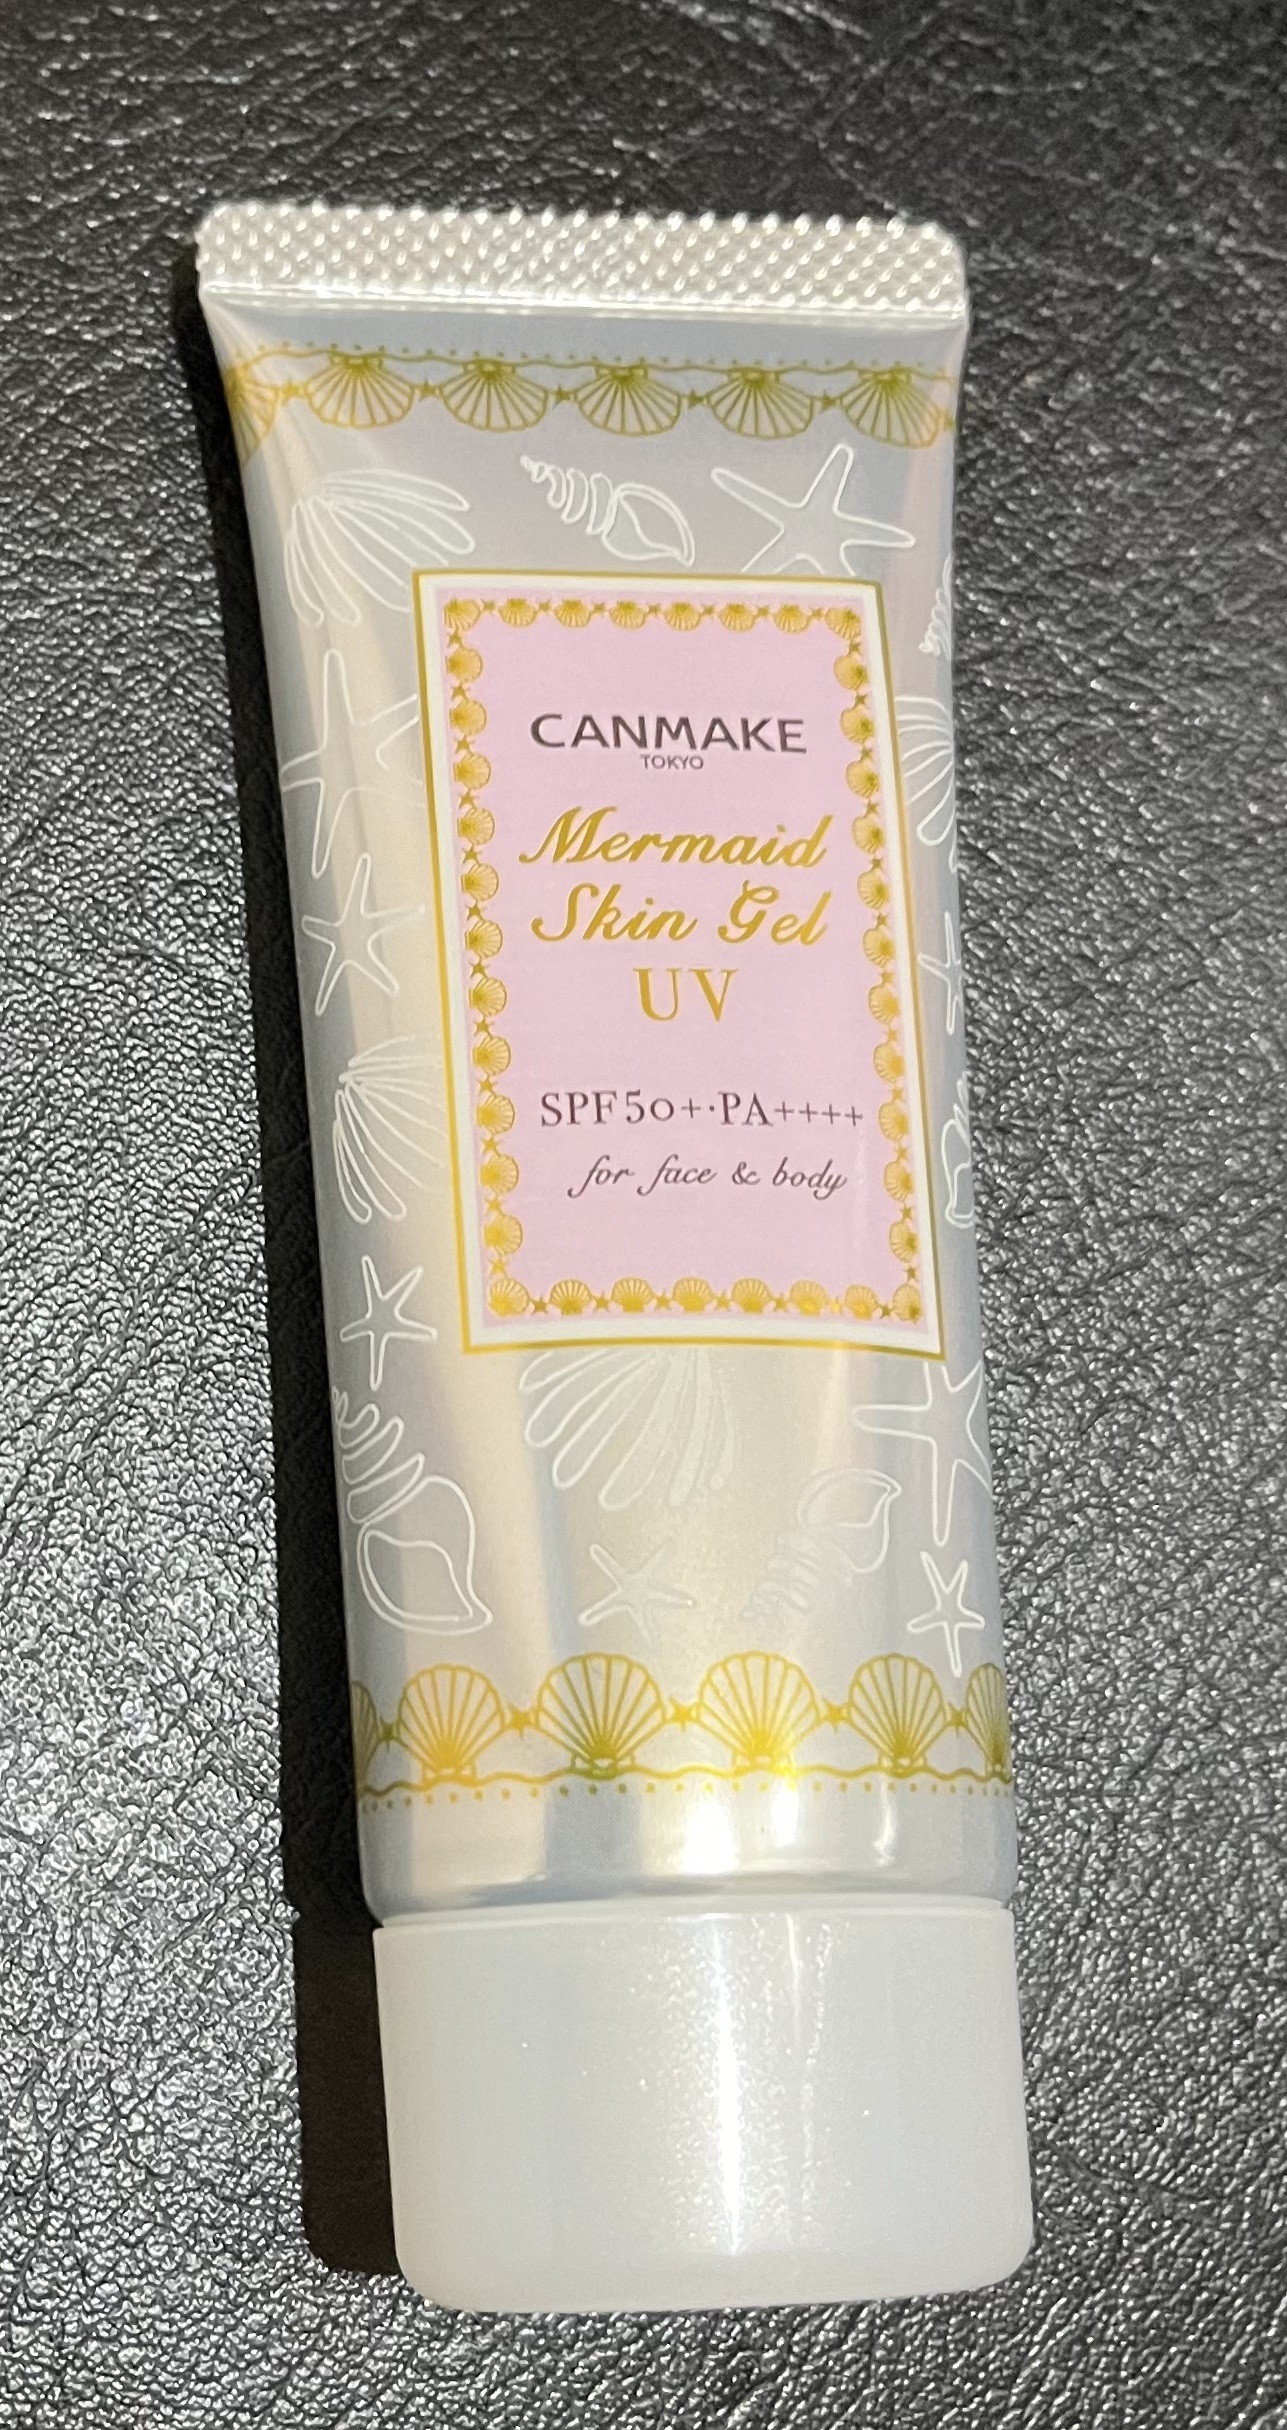 CANMAKE
TOKYO
Mermaid
Skin Gel
UV
SPF50+·PA++++
for face & body